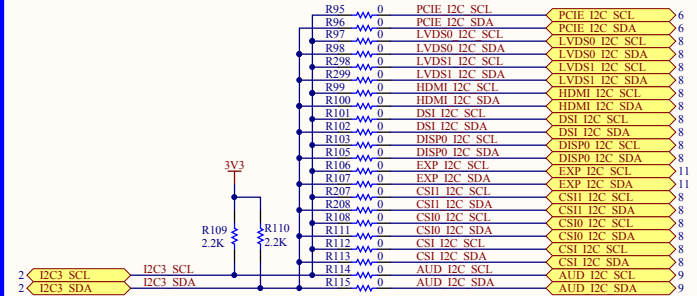 R95 0 PCIE I2C SCL PCIE I2C SCL 6
R96 0 PCIE I2C SDA PCIE I2C SDA 6
R97 0 LVDS0 I2C SCL LVDS0 I2C SCL 8
R98 0 LVDS0 I2C SDA LVDS0 I2C SDA 8
R298 0 LVDS1 I2C SCL LVDS1 I2C SCL 8
R299 0 LVDS1 I2C SDA LVDS1 I2C SDA 8
R99 0 HDMI I2C SCL HDMI I2C SCL 8
R100 0 HDMI I2C SDA HDMI I2C SDA 8
R101 0 DSI I2C SCL DSI I2C SCL 8
R102 0 DSI I2C SDA DSI I2C SDA 8
R103 0 DISP0 I2C SCL DISP0 I2C SCL 8
R105 0 DISP0 I2C SDA DISP0 I2C SDA 8
3V3 R106 0 EXP I2C SCL EXP I2C SCL 11
R107 0 EXP I2C SDA EXP I2C SDA 11
R207 0 CSI1 I2C SCL CSI1 I2C SCL 8
R208 0 CSI1 I2C SDA CSI1 I2C SDA 8
R108 0 CSI0 I2C SCL CSI0 I2C SCL 8
R109 R110 R111 0 CSI0 I2C SDA CSI0 I2C SDA 8
2.2K 2.2K R112 0 CSI I2C SCL CSI I2C SCL 8
R113 0 CSI I2C SDA CSI I2C SDA 8
2 I2C3 SCL I2C3 SCL R114 0 AUD I2C SCL AUD I2C SCL 9
2 I2C3 SDA I2C3 SDA R115 0 AUD I2C SDA AUD I2C SDA 9